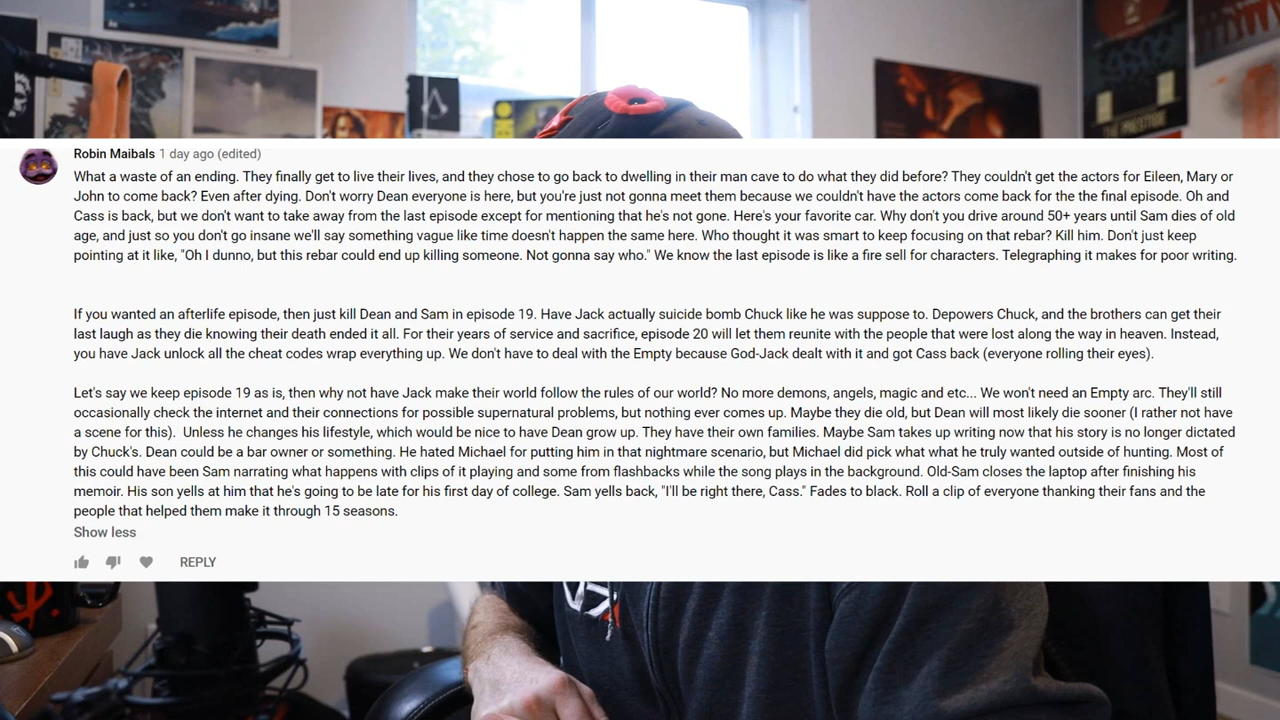 THE PRESTIGE
Robin Maibals 1 day ago (edited)
What a waste of an ending. They finally get to live their lives, and they chose to go back to dwelling in their man cave to do what they did before? They couldn't get the actors for Eileen, Mary or
John to come back? Even after dying. Don't worry Dean everyone is here, but you're just not gonna meet them because we couldn't have the actors come back for the the final episode. Oh and
Cass is back, but we don't want to take away from the last episode except for mentioning that he's not gone. Here's your favorite car. Why don't you drive around 50+ years until Sam dies of old
age, and just so you don't go insane we'll say something vague like time doesn't happen the same here. Who thought it was smart to keep focusing on that rebar? Kill him. Don't just keep
pointing at it like, "Oh I dunno, but this rebar could end up killing someone. Not gonna say who." We know the last episode is like a fire sell for characters. Telegraphing it makes for poor writing.
If you wanted an afterlife episode, then just kill Dean and Sam in episode 19. Have Jack actually suicide bomb Chuck like he was suppose to. Depowers Chuck, and the brothers can get their
last laugh as they die knowing their death ended it all. For their years of service and sacrifice, episode 20 will let them reunite with the people that were lost along the way in heaven. Instead,
you have Jack unlock all the cheat codes wrap everything up. We don't have to deal with the Empty because God-Jack dealt with it and got Cass back (everyone rolling their eyes).
Let's say we keep episode 19 as is, then why not have Jack make their world follow the rules of our world? No more demons, angels, magic and etc... We won't need an Empty arc. They'll still
occasionally check the internet and their connections for possible supernatural problems, but nothing ever comes up. Maybe they die old, but Dean will most likely die sooner (I rather not have
a scene for this).  Unless he changes his lifestyle, which would be nice to have Dean grow up. They have their own families. Maybe Sam takes up writing now that his story is no longer dictated
by Chuck's. Dean could be a bar owner or something. He hated Michael for putting him in that nightmare scenario, but Michael did pick what what he truly wanted outside of hunting. Most of
this could have been Sam narrating what happens with clips of it playing and some from flashbacks while the song plays in the background. Old-Sam closes the laptop after finishing his
memoir. His son yells at him that he's going to be late for his first day of college. Sam yells back, "I'll be right there, Cass." Fades to black. Roll a clip of everyone thanking their fans and the
people that helped them make it through 15 seasons.
Show less
REPLY